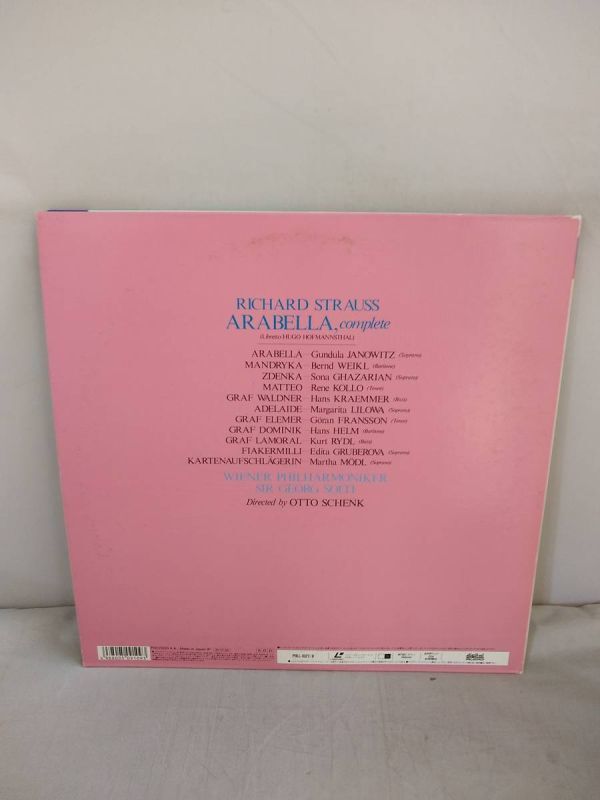 RICHARD STRAUSS
ARABELLA, complete
(Libretto HUGO HOFMANNSTHAL)
ARABELLA - Gundula JANOWITZ (Soprano)
MANDRYKA - Bernd WEIKL (Baritone)
ZDENKA - Sona GHAZARIAN (Soprano)
MATTEO - Rene KOLLO (Tenor)
GRAF WALDNER - Hans KRAEMMER (Bass)
ADELAIDE - Margarita LILOWA (Soprano)
GRAF ELEMER - Göran FRANSSON (Tenor)
GRAF DOMINIK - Hans HELM (Baritone)
GRAF LAMORAL - Kurt RYDL (Bass)
FIAKERMILLI - Edita GRUBEROVA (Soprano)
KARTENAUFSCHLÄGERIN - Martha MÖDL (Soprano)
WIENER PHILHARMONIKER
SIR GEORG SOLTI
Directed by OTTO SCHENK